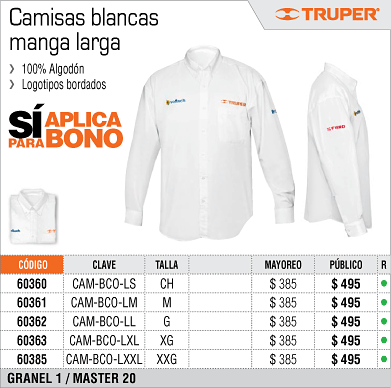 Camisas blancas
manga larga
TRUPER®
› 100% Algodón
› Logotipos bordados
SÍ APLICA
PARA BONO
TRUPER
CÓDIGO CLAVE TALLA MAYOREO PÚBLICO R
60360 CAM-BCO-LS CH $ 385 $ 495
60361 CAM-BCO-LM M $ 385 $ 495
60362 CAM-BCO-LL G $ 385 $ 495
60363 CAM-BCO-LXL XG $ 385 $ 495
60385 CAM-BCO-LXXL XXG $ 385 $ 495
GRANEL 1 / MASTER 20